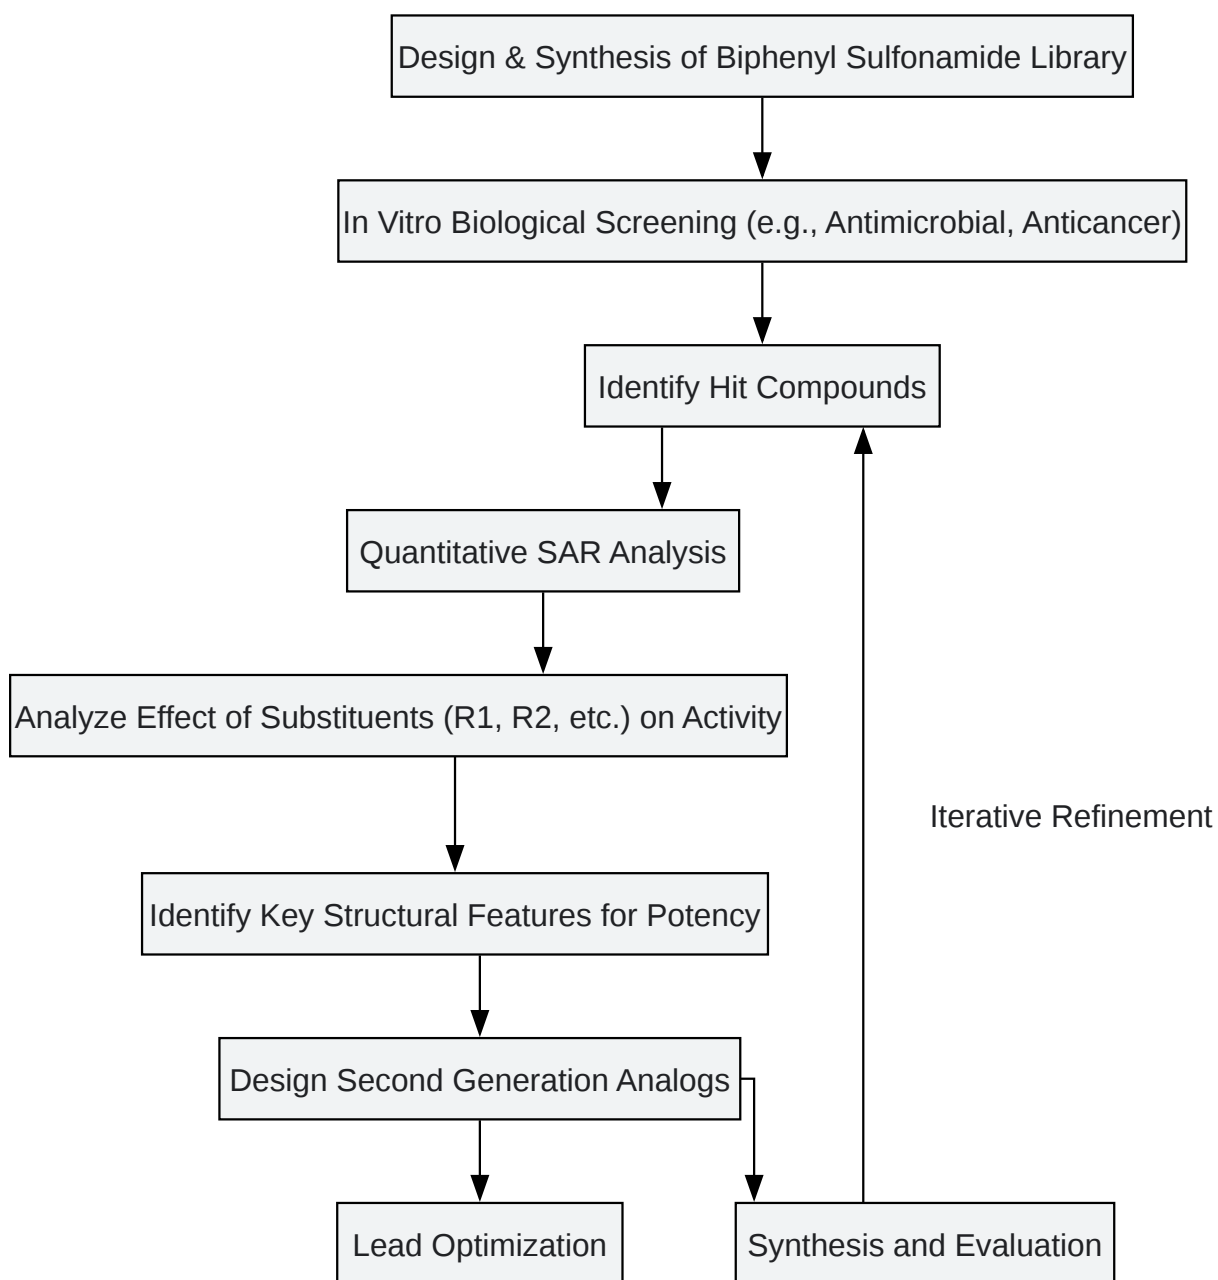 Design & Synthesis of Biphenyl Sulfonamide Library
In Vitro Biological Screening (e.g., Antimicrobial, Anticancer)
Identify Hit Compounds
Quantitative SAR Analysis
Analyze Effect of Substituents (R1, R2, etc.) on Activity
Iterative Refinement
Identify Key Structural Features for Potency
Design Second Generation Analogs
Lead Optimization
Synthesis and Evaluation